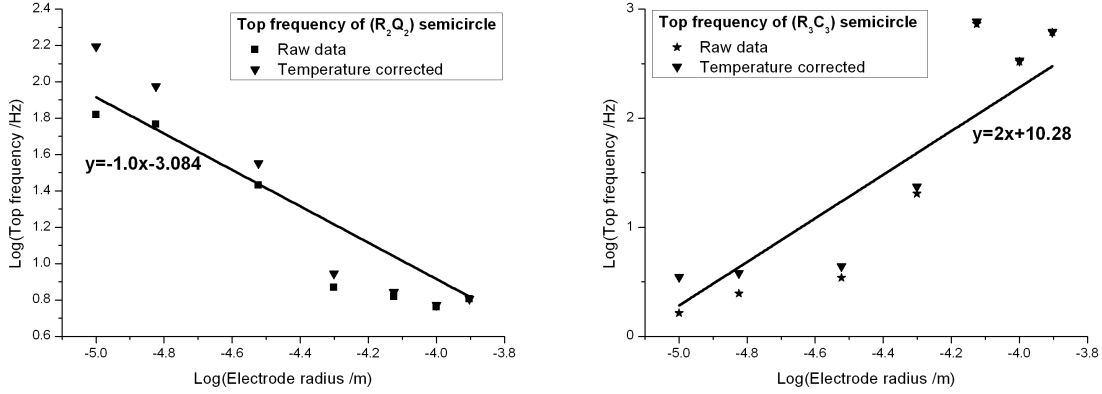 Top frequency of (R₂Q₂) semicircle
Raw data
Temperature corrected
y=-1.0x-3.084
Log(Top frequency /Hz)
2.4
2.2
2.0
1.8
1.6
1.4
1.2
1.0
0.8
0.6
-5.0 -4.8 -4.6 -4.4 -4.2 -4.0 -3.8
Log(Electrode radius /m)
Top frequency of (R₃C₃) semicircle
Raw data
Temperature corrected
y=2x+10.28
Log(Top frequency /Hz)
3
2
1
0
-5.0 -4.8 -4.6 -4.4 -4.2 -4.0 -3.8
Log(Electrode radius /m)